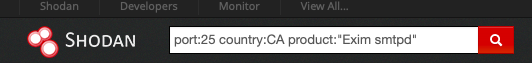 Shodan Developers Monitor View All...
SHODAN port:25 country:CA product:"Exim smtpd"